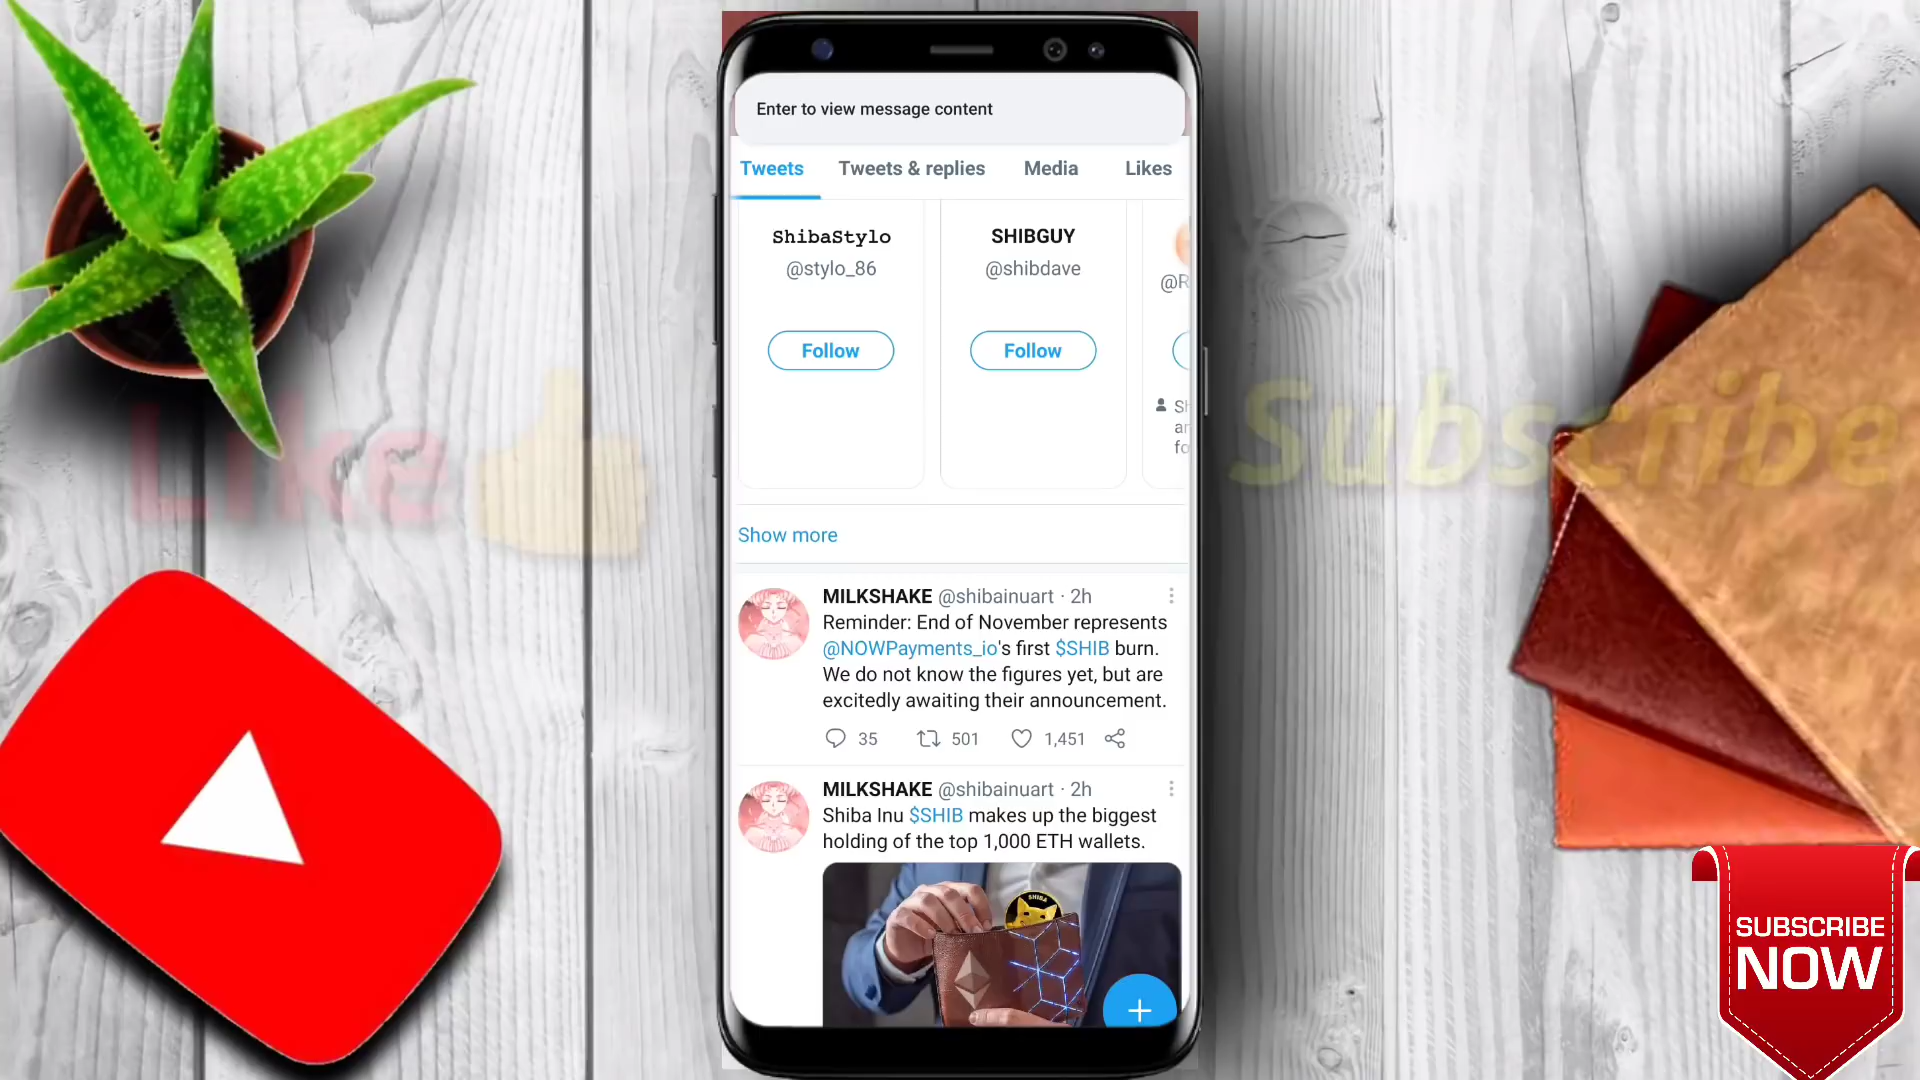 Enter to view message content
Tweets Tweets & replies Media Likes
ShibaStylo
@stylo_86
Follow
SHIBGUY
@shibdave
Follow
Show more
MILKSHAKE @shibainuart · 2h
Reminder: End of November represents
@NOWPayments_io's first $SHIB burn.
We do not know the figures yet, but are
excitedly awaiting their announcement.
35 501 1,451
MILKSHAKE @shibainuart · 2h
Shiba Inu $SHIB makes up the biggest
holding of the top 1,000 ETH wallets.
SHIBA
Like
Subscribe
SUBSCRIBE
NOW